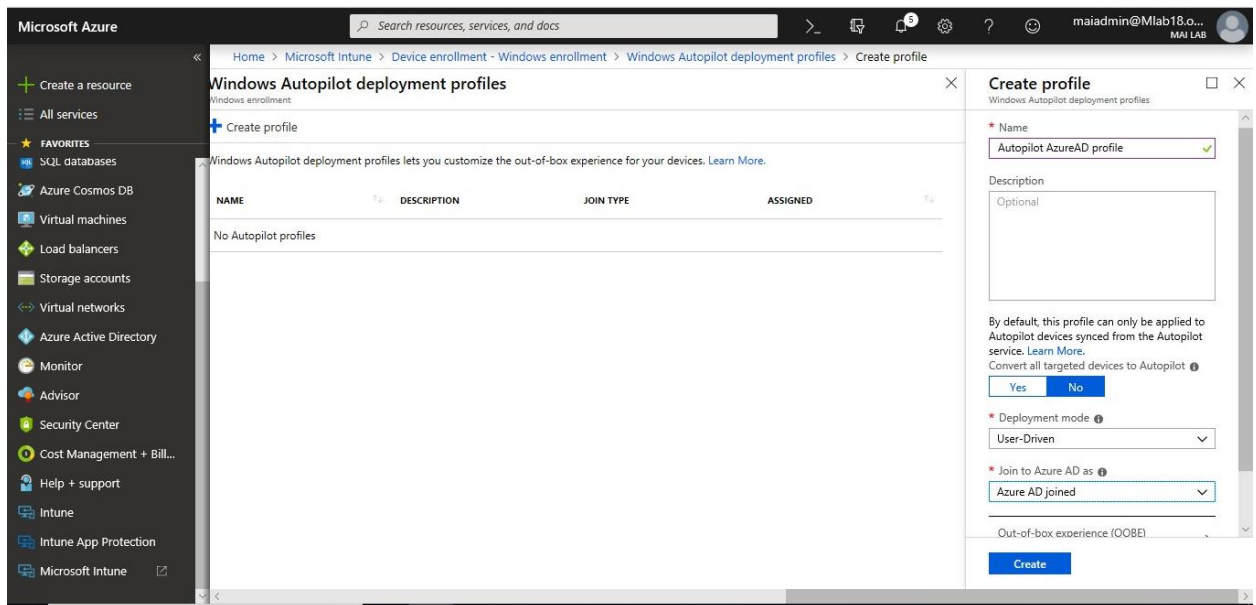 Microsoft Azure
Search resources, services, and docs
5
maiadmin@Mlab18.o...
MAI LAB
Home > Microsoft Intune > Device enrollment - Windows enrollment > Windows Autopilot deployment profiles > Create profile
Create a resource
All services
FAVORITES
SQL databases
Azure Cosmos DB
Virtual machines
Load balancers
Storage accounts
Virtual networks
Azure Active Directory
Monitor
Advisor
Security Center
Cost Management + Bill...
Help + support
Intune
Intune App Protection
Microsoft Intune
Windows Autopilot deployment profiles
Windows enrollment
Create profile
Windows Autopilot deployment profiles lets you customize the out-of-box experience for your devices. Learn More.
NAME DESCRIPTION JOIN TYPE ASSIGNED
No Autopilot profiles
Create profile
Windows Autopilot deployment profiles
* Name
Autopilot AzureAD profile
Description
Optional
By default, this profile can only be applied to
Autopilot devices synced from the Autopilot
service. Learn More.
Convert all targeted devices to Autopilot
Yes No
* Deployment mode
User-Driven
* Join to Azure AD as
Azure AD joined
Out-of-box experience (OOBE)
Create